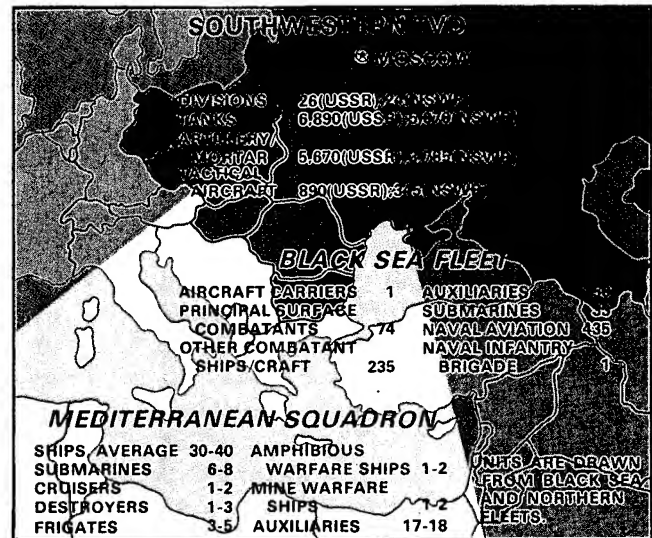 SOUTHWESTERN TVD
MOSCOW
DIVISIONS 26(USSR);
TANKS 6,890(USSR);
ARTILLERY/
MORTAR 5,670(USSR);
TACTICAL
AIRCRAFT 890(USSR);
BLACK SEA FLEET
AIRCRAFT CARRIERS 1
PRINCIPAL SURFACE
COMBATANTS 74
OTHER COMBATANT
SHIPS/CRAFT 235
AUXILIARIES
SUBMARINES
NAVAL AVIATION 435
NAVAL INFANTRY
BRIGADE 1
MEDITERRANEAN SQUADRON
SHIPS, AVERAGE 30-40
SUBMARINES 6-8
CRUISERS 1-2
DESTROYERS 1-3
FRIGATES 3-5
AMPHIBIOUS
WARFARE SHIPS 1-2
MINE WARFARE
SHIPS 1-2
AUXILIARIES 17-18
UNITS ARE DRAWN
FROM BLACK SEA
AND NORTHERN
FLEETS.